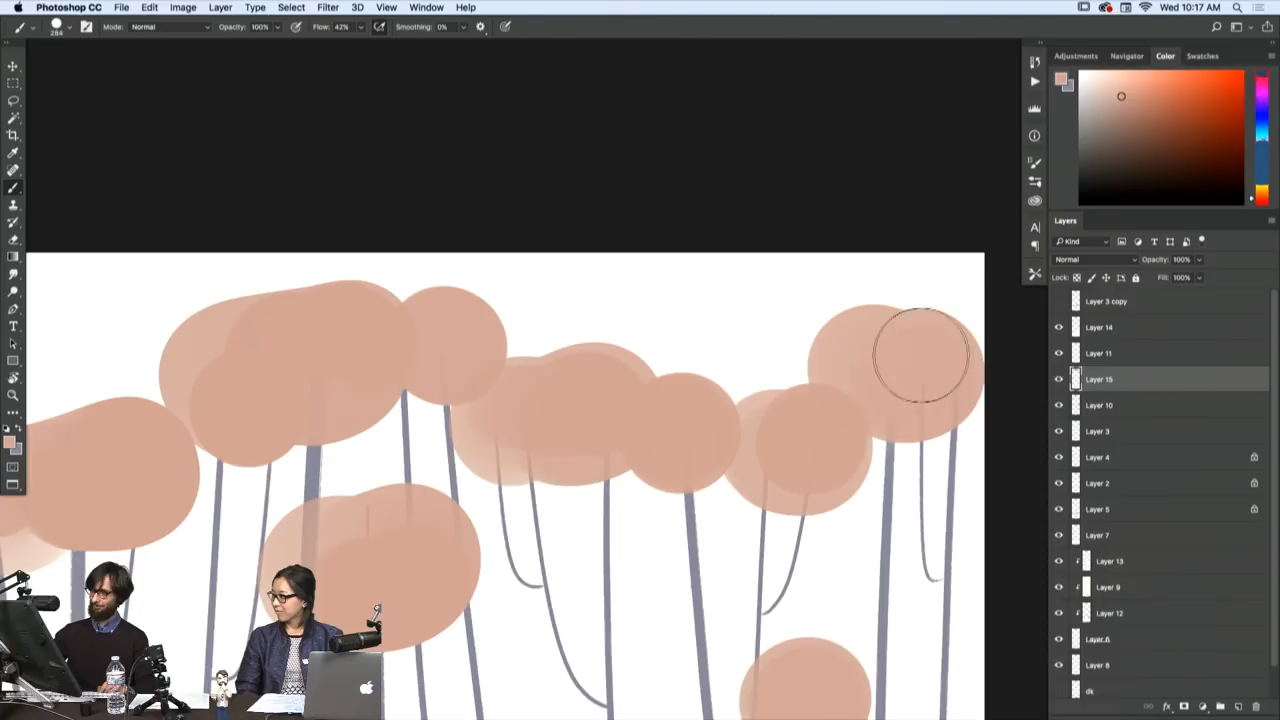 Photoshop CC File Edit Image Layer Type Select Filter 3D View Window Help Wed 10:17 AM
284 Mode: Normal Opacity: 100% Flow: 42% Smoothing: 0%
Adjustments Navigator Color Swatches
Layers
Kind
Normal Opacity: 100%
Lock: Fill: 100%
Layer 3 copy
Layer 14
Layer 11
Layer 15
Layer 10
Layer 3
Layer 4
Layer 2
Layer 5
Layer 7
Layer 13
Layer 9
Layer 12
Layer 6
Layer 8
dk